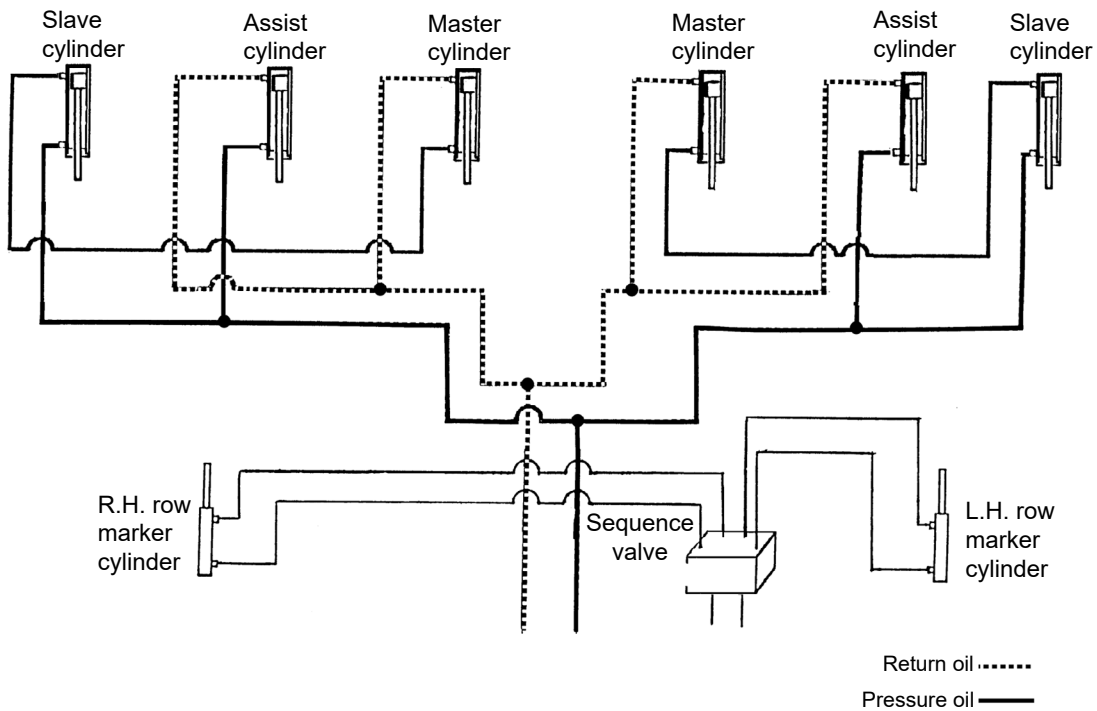 Slave
cylinder
Assist
cylinder
Master
cylinder
Master
cylinder
Assist
cylinder
Slave
cylinder
R.H. row
marker
cylinder
Sequence
valve
L.H. row
marker
cylinder
Return oil
Pressure oil